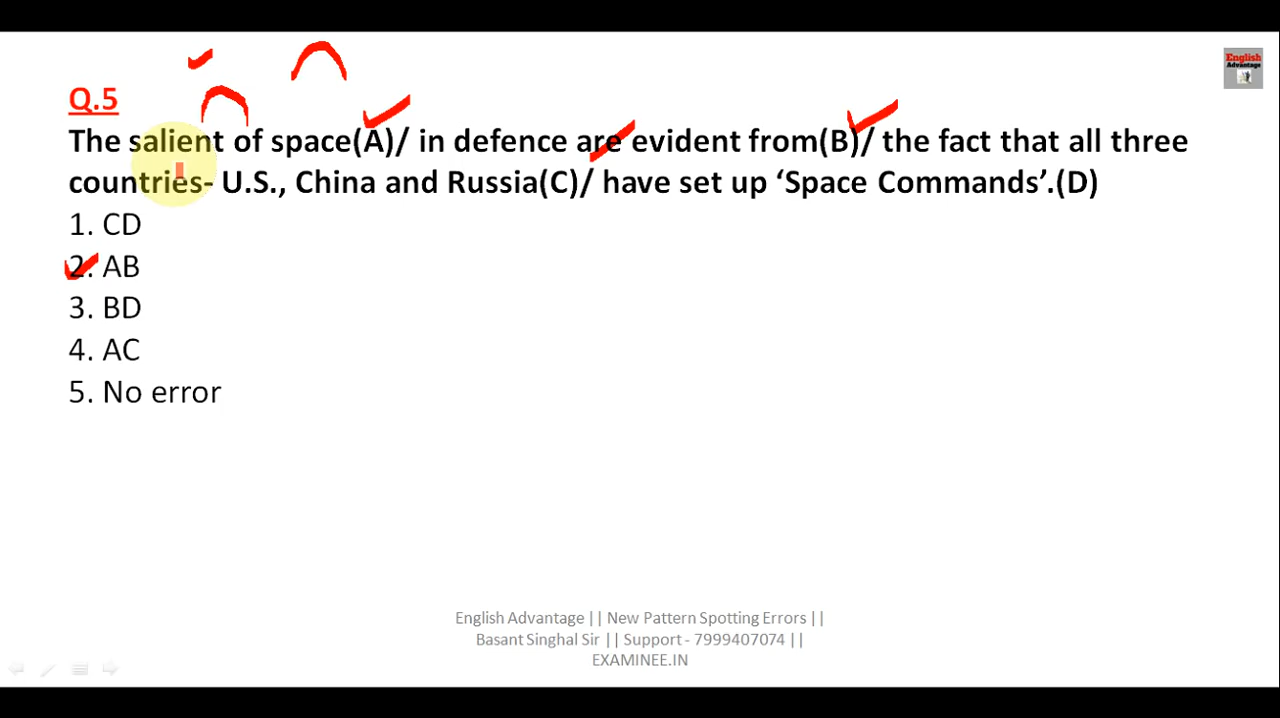 English
Advantage
Q.5
The salient of space(A)/ in defence are evident from(B)/ the fact that all three
countries- U.S., China and Russia(C)/ have set up ‘Space Commands’.(D)
1. CD
2. AB
3. BD
4. AC
5. No error
English Advantage || New Pattern Spotting Errors ||
Basant Singhal Sir || Support - 7999407074 ||
EXAMINEE.IN